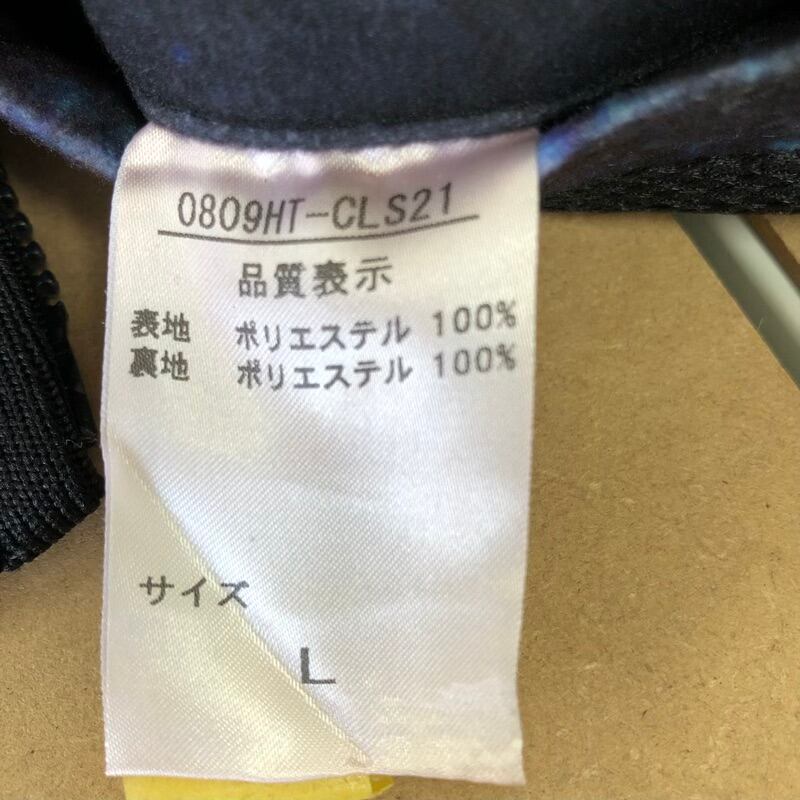 0809HT-CLS21
品質表示
表地 ポリエステル 100%
裏地 ポリエステル 100%
サイズ
L